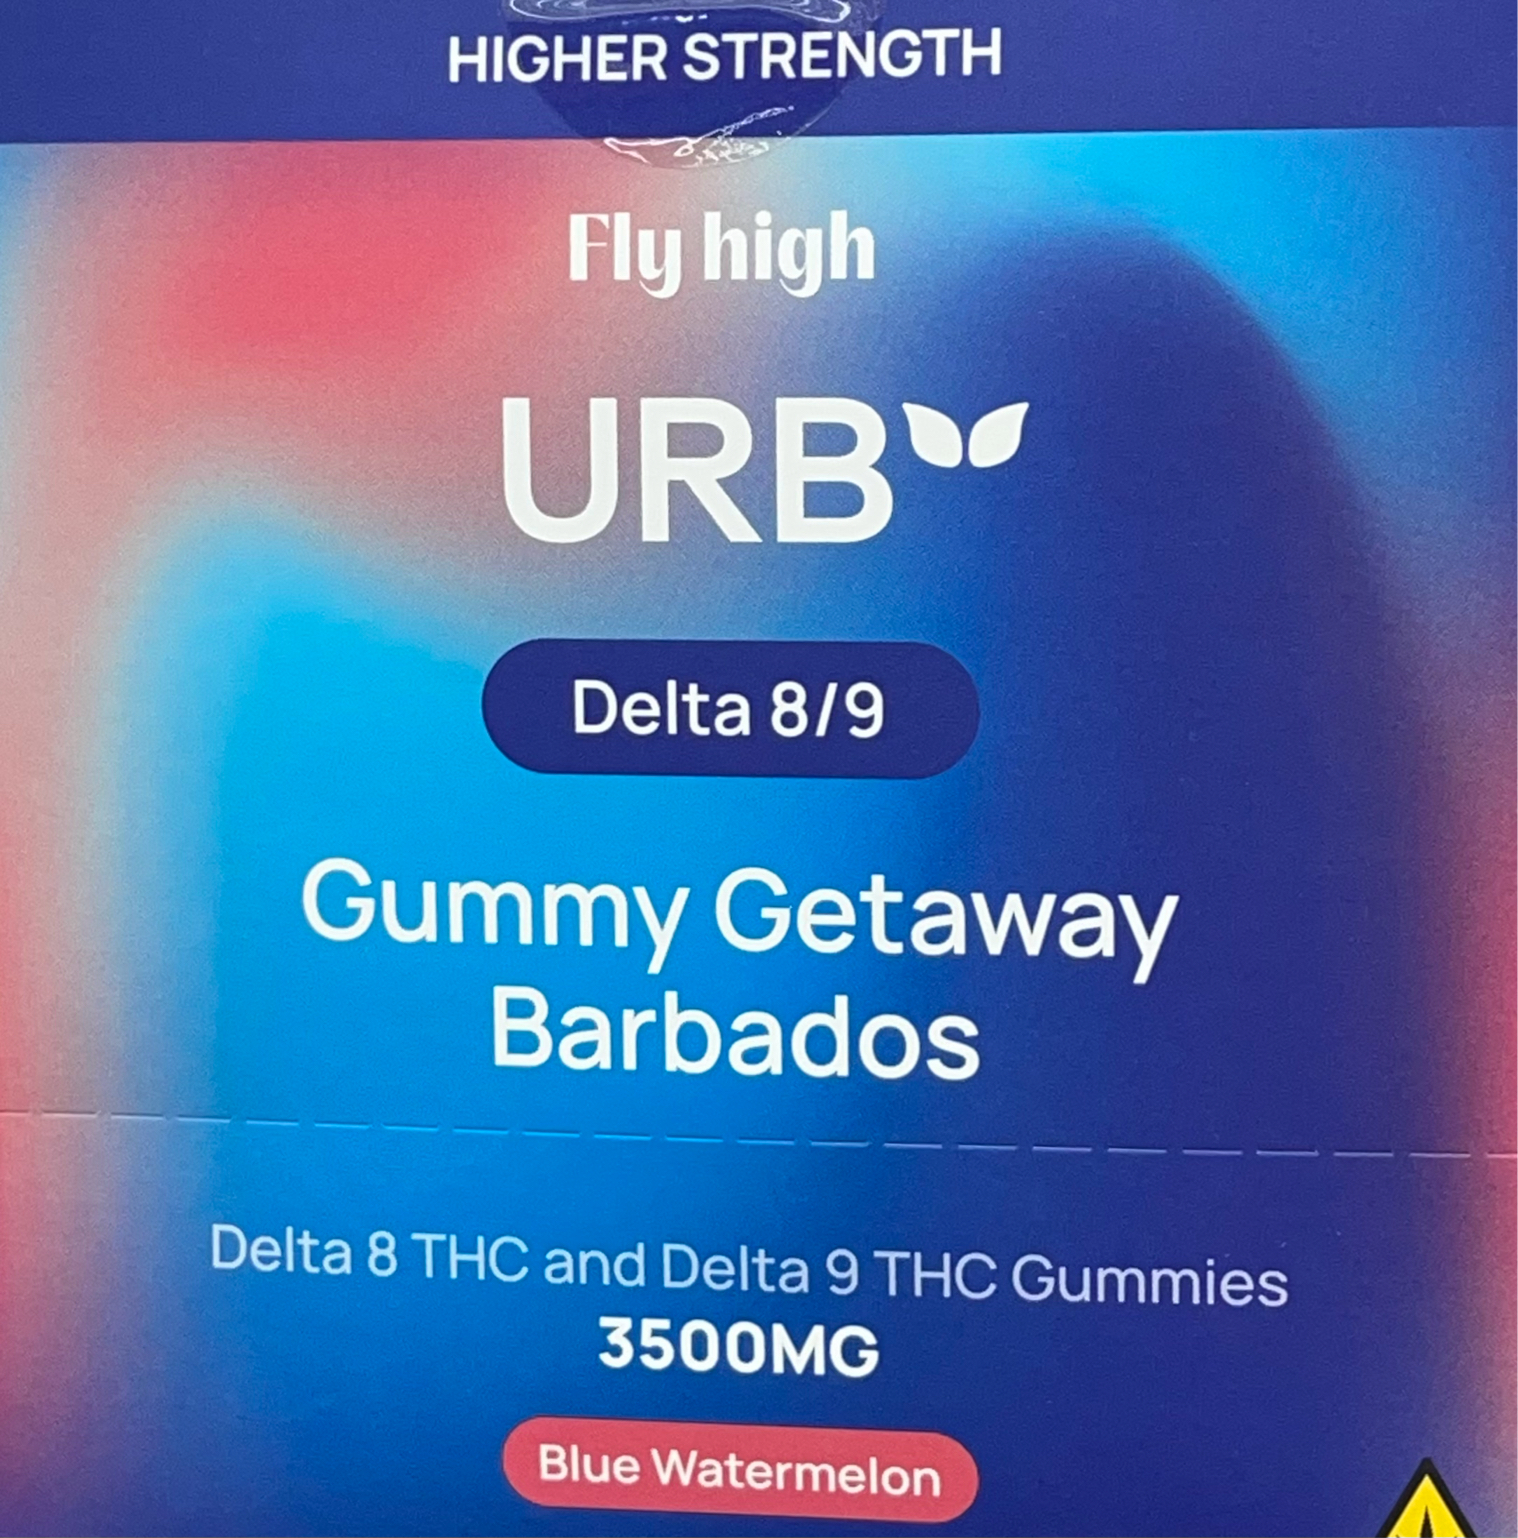 HIGHER STRENGTH
Fly high
URB
Delta 8/9
Gummy Getaway
Barbados
Delta 8 THC and Delta 9 THC Gummies
3500MG
Blue Watermelon